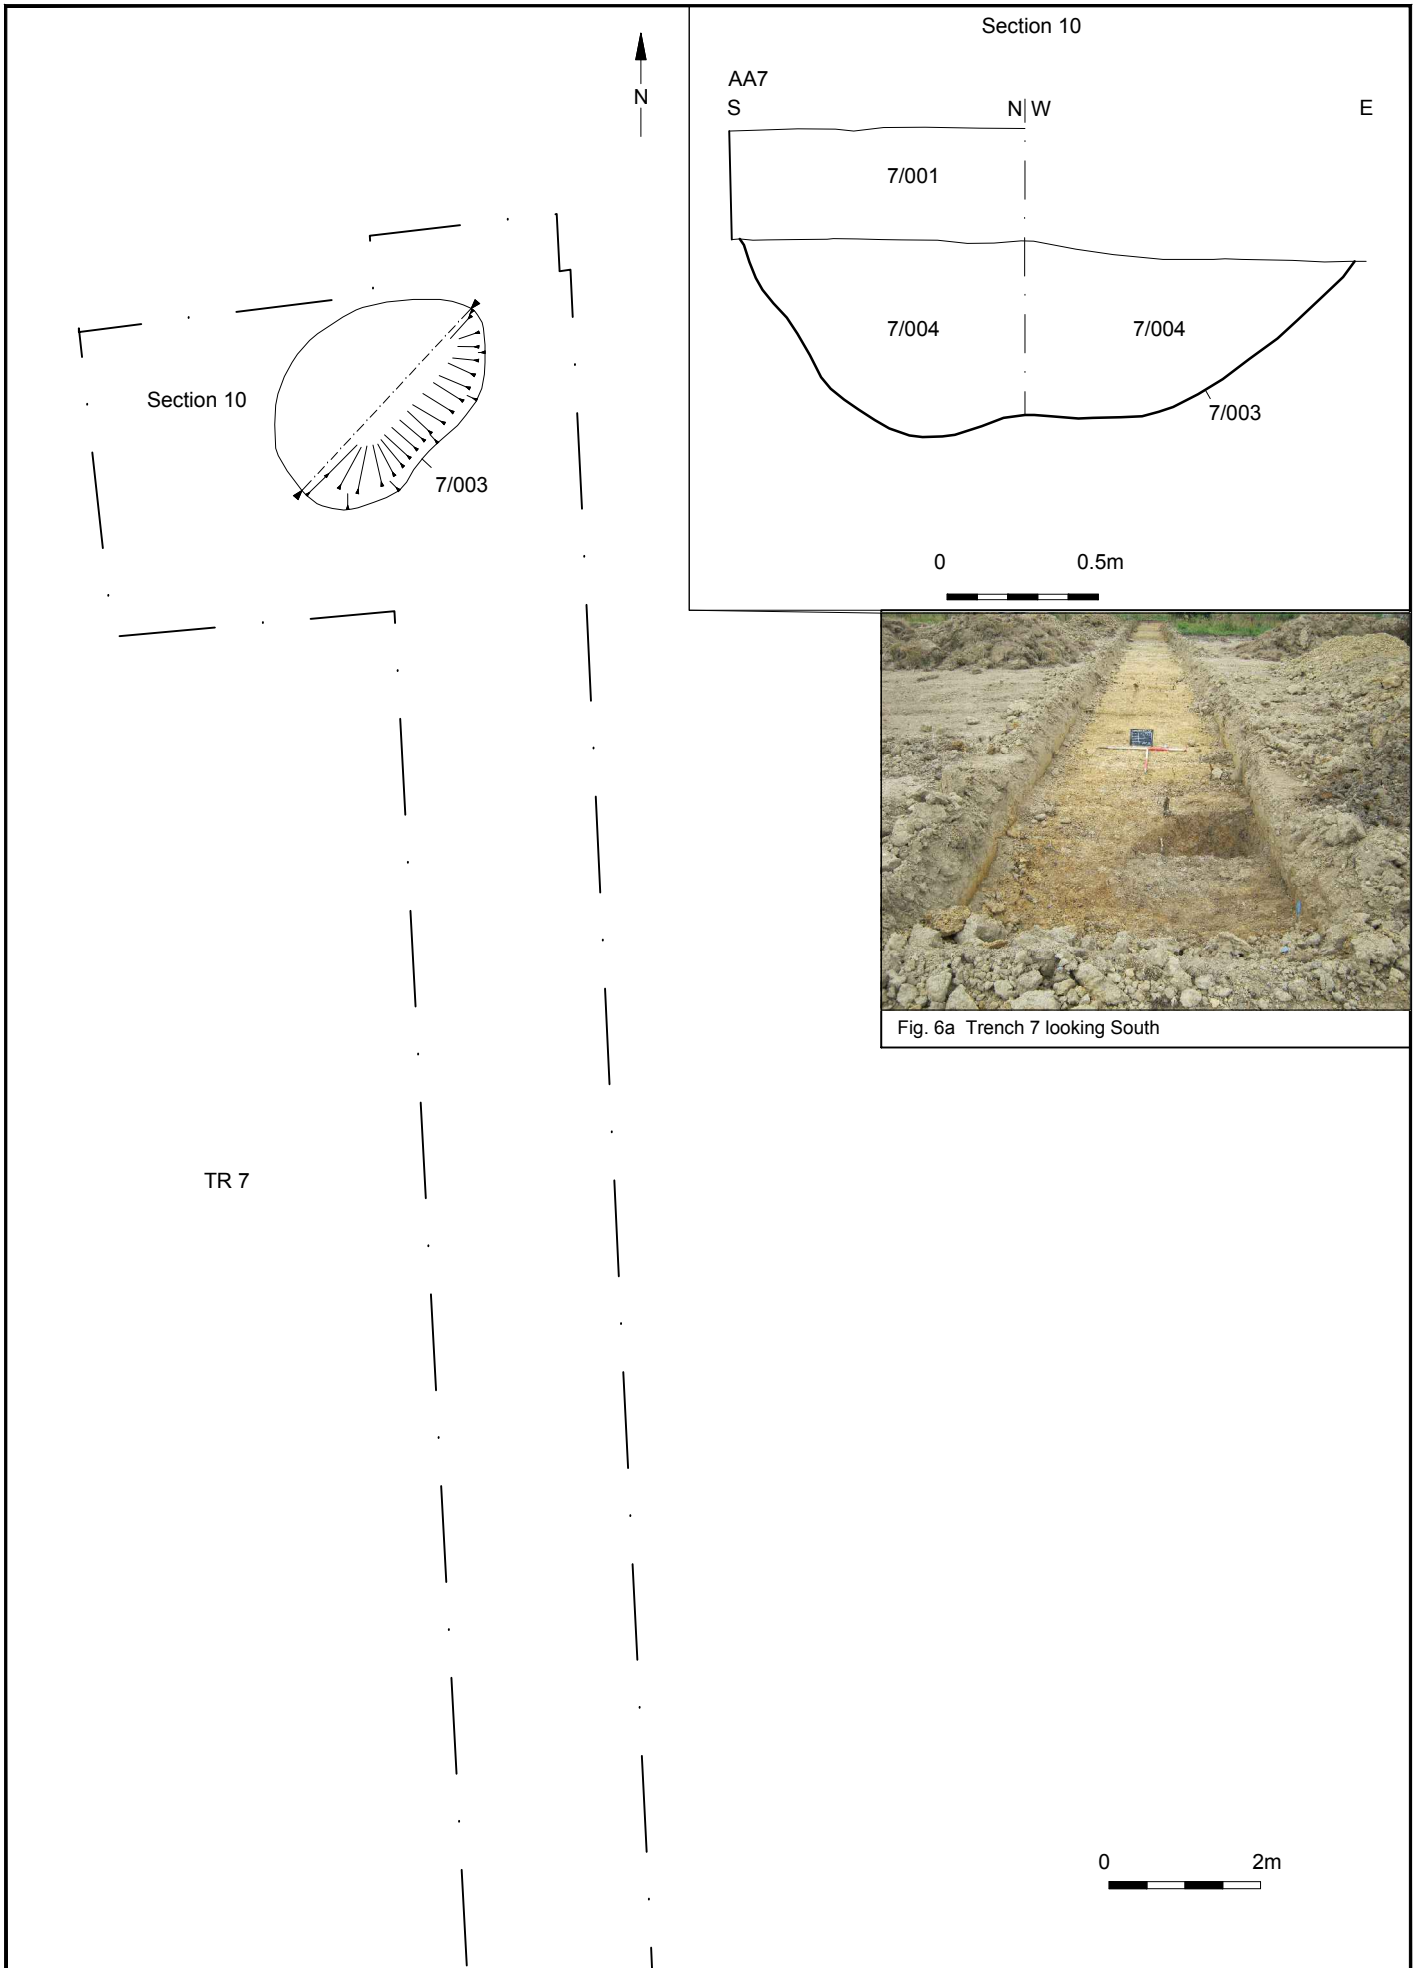 Section 10
AA7
S N W E
7/001
7/004 7/004
7/003
0 0.5m
N
Section 10
7/003
Fig. 6a Trench 7 looking South
TR 7
0 2m